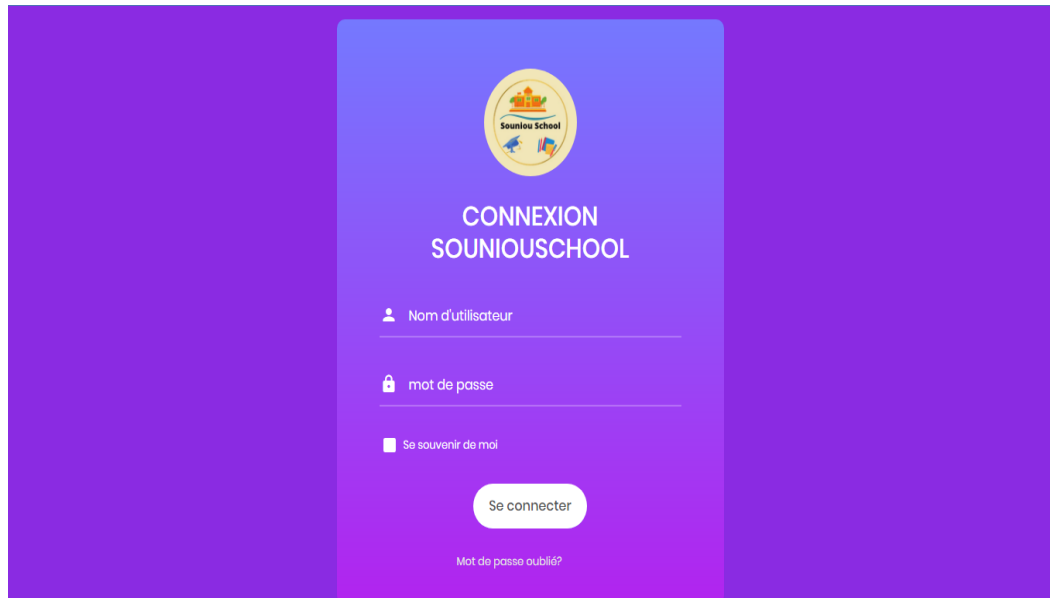 Souniou School
CONNEXION
SOUNIOUSCHOOL
Nom d'utilisateur
mot de passe
Se souvenir de moi
Se connecter
Mot de passe oublié?